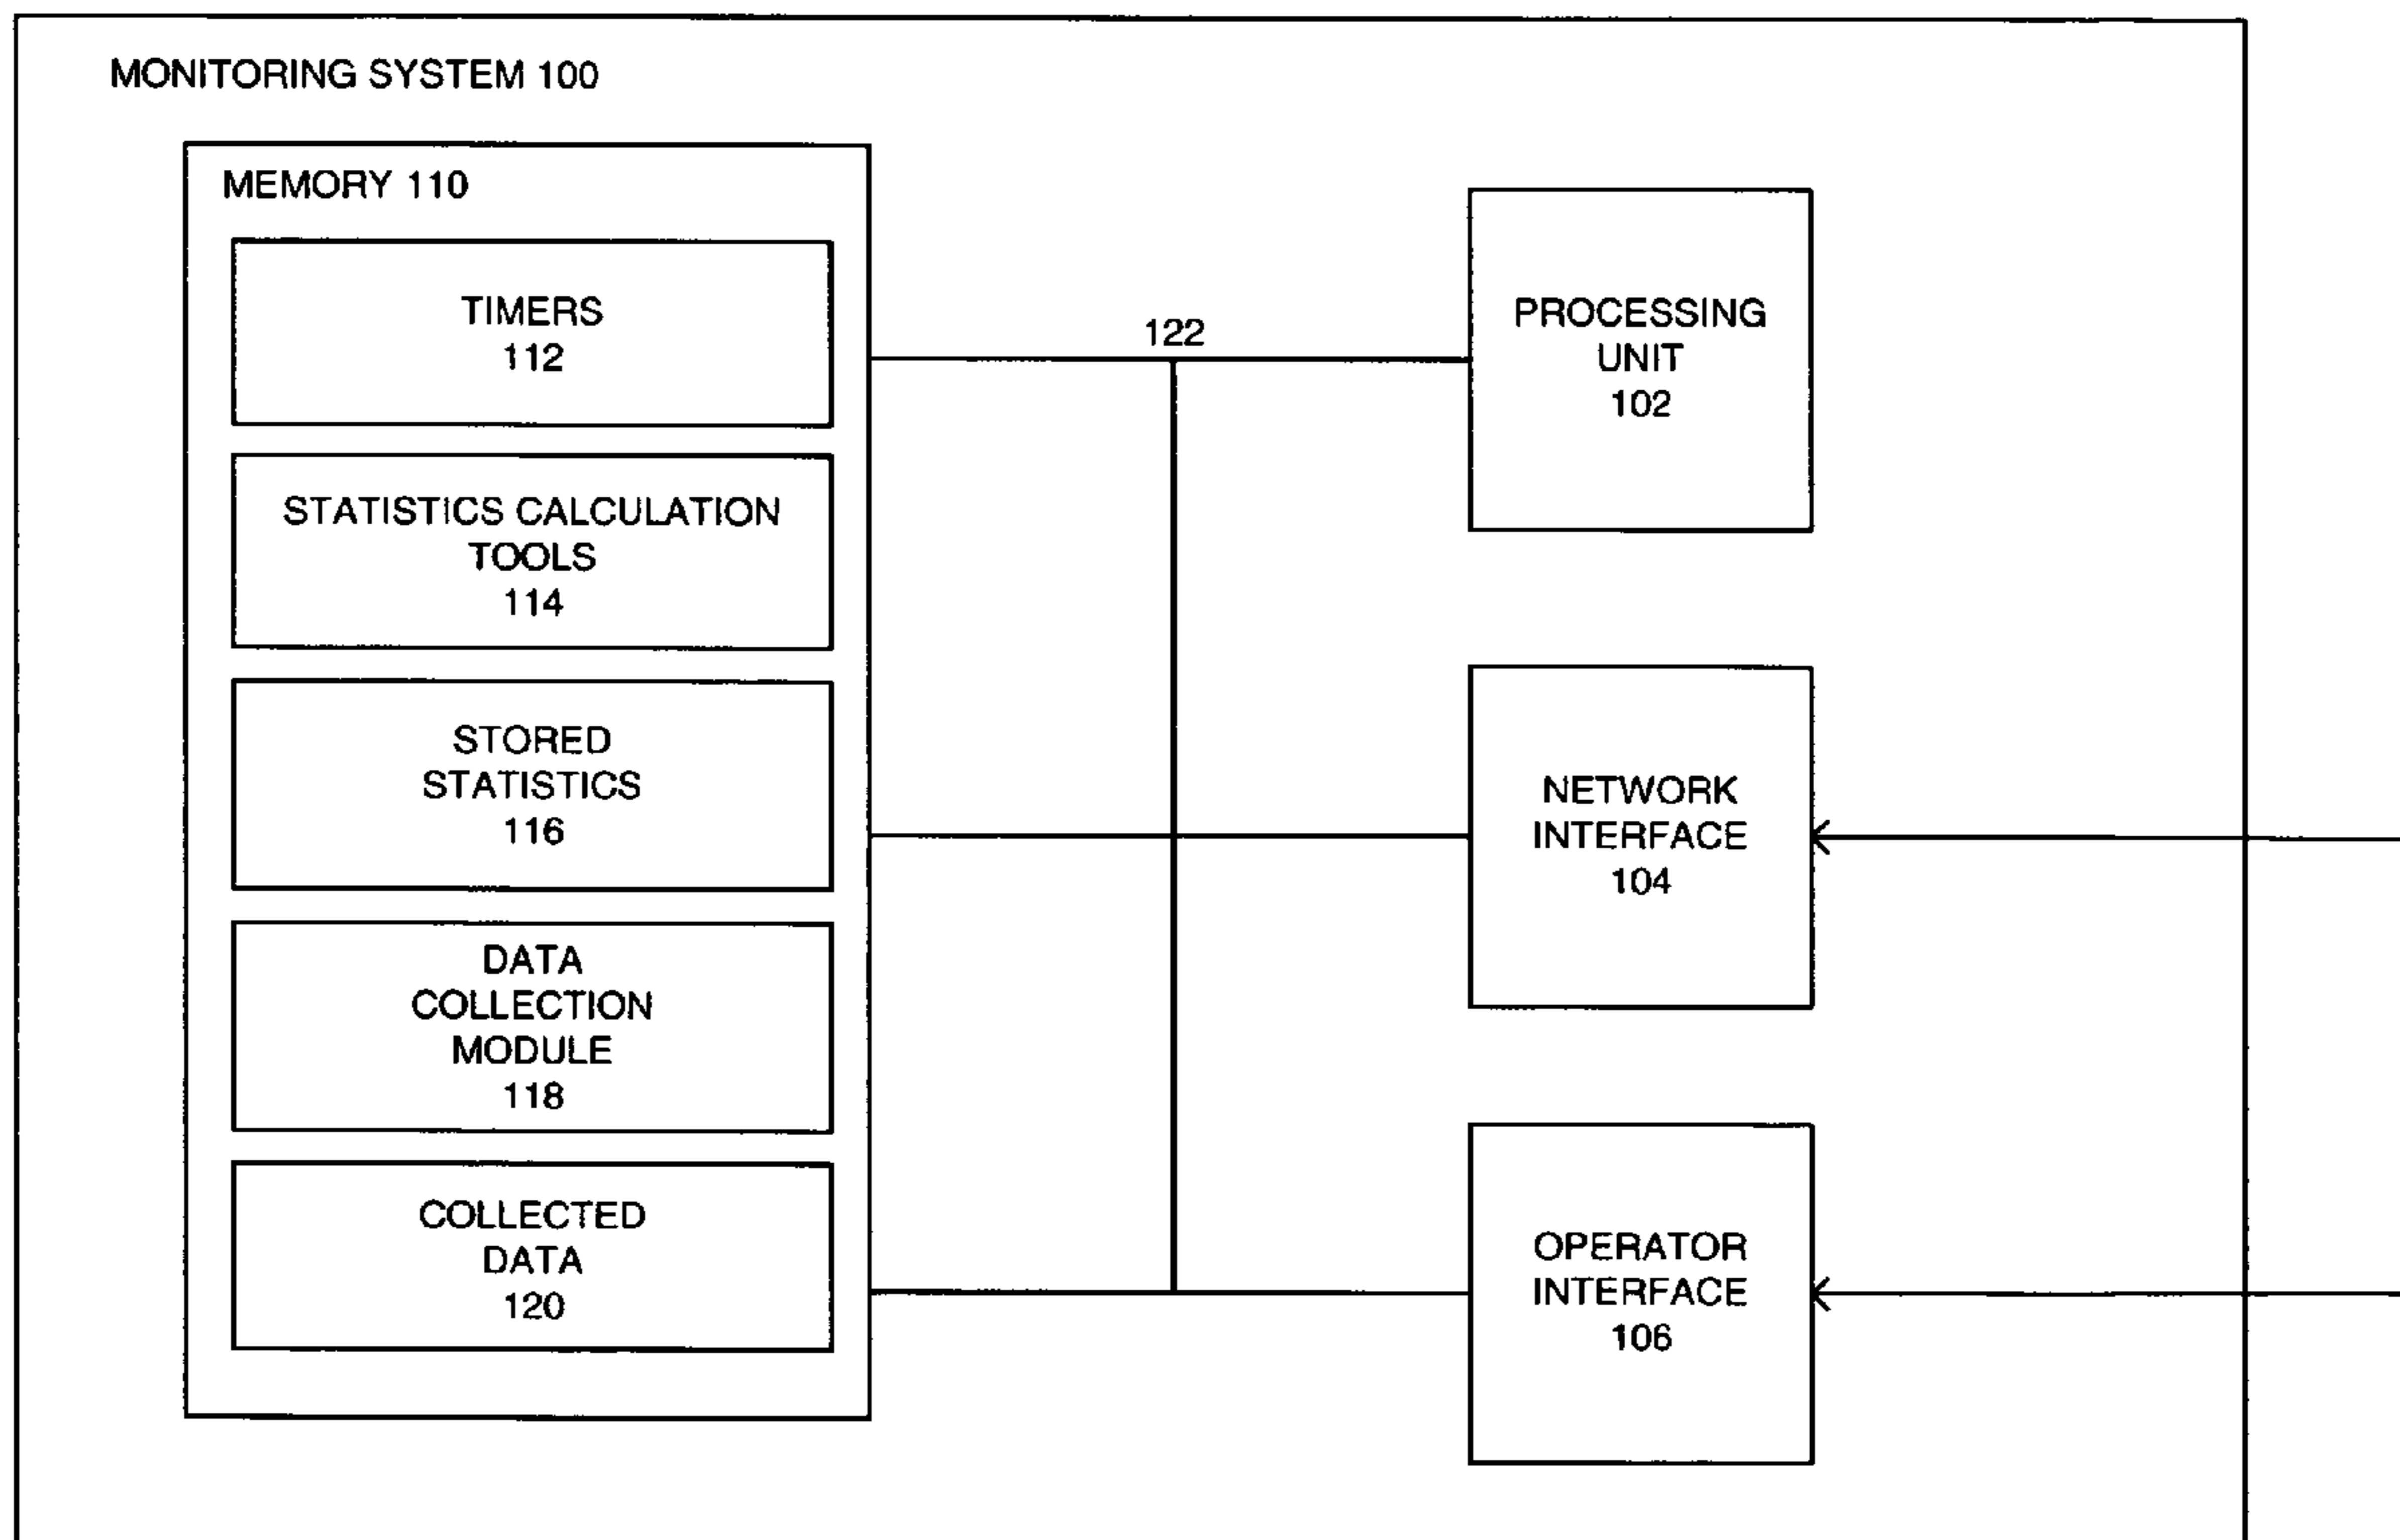 MONITORING SYSTEM 100
MEMORY 110
TIMERS
112
STATISTICS CALCULATION
TOOLS
114
STORED
STATISTICS
116
DATA
COLLECTION
MODULE
118
COLLECTED
DATA
120
122
PROCESSING
UNIT
102
NETWORK
INTERFACE
104
OPERATOR
INTERFACE
106